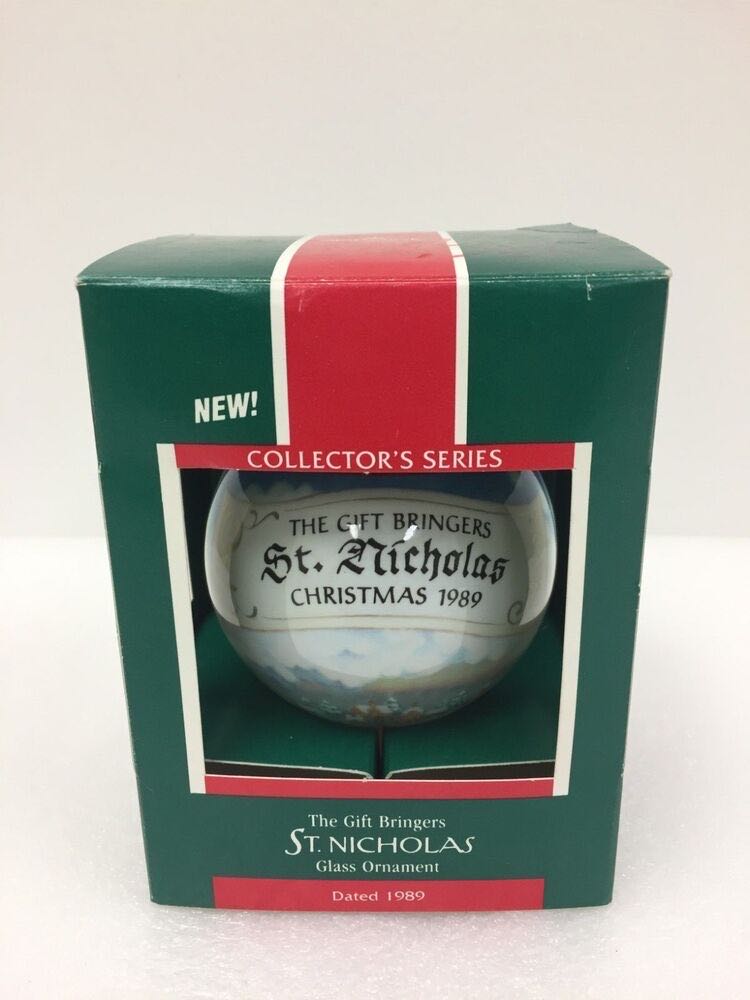 NEW!
COLLECTOR'S SERIES
THE GIFT BRINGERS
St. Nicholas
CHRISTMAS 1989
The Gift Bringers
ST. NICHOLAS
Glass Ornament
Dated 1989